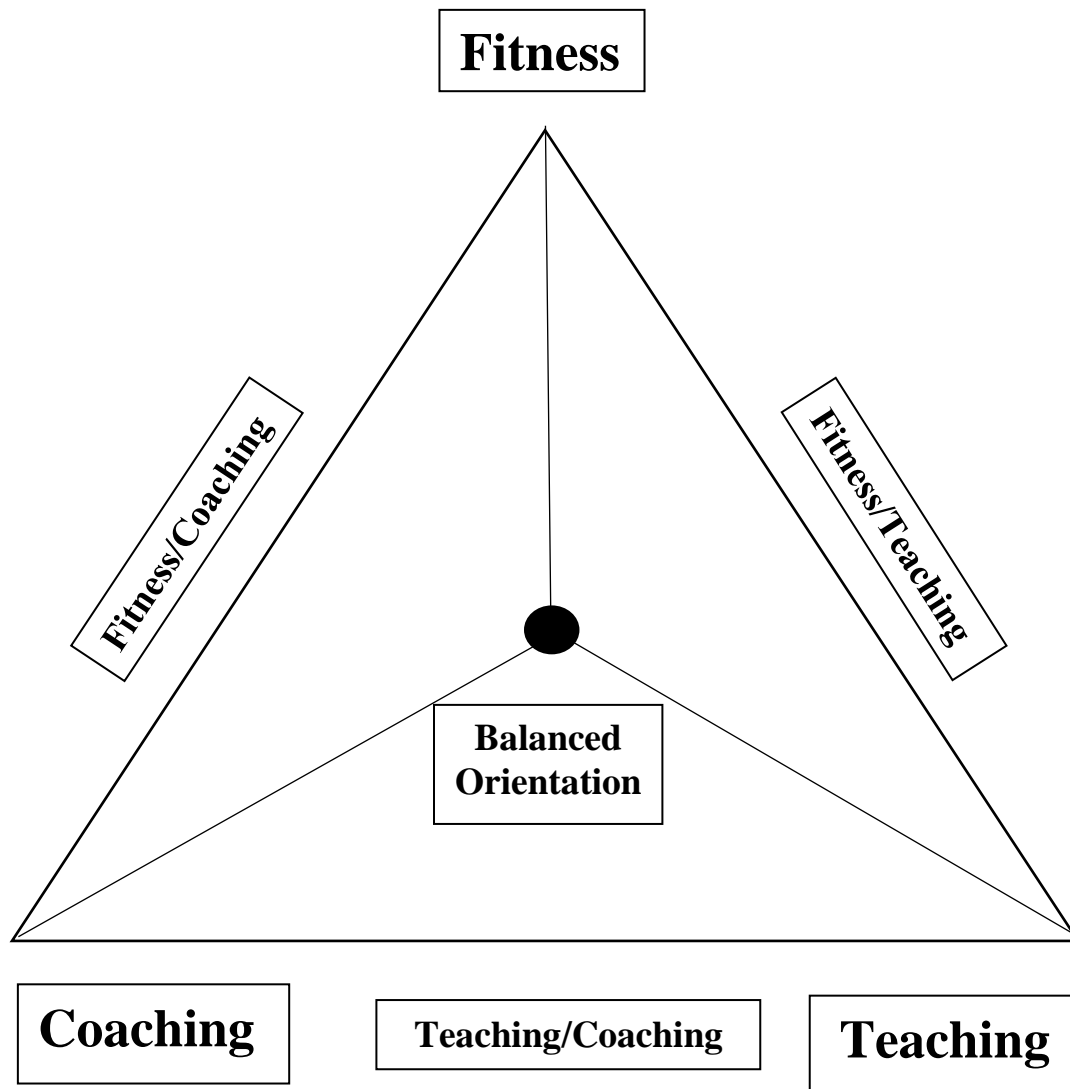 Fitness
Fitness/Coaching
Fitness/Teaching
Balanced
Orientation
Coaching
Teaching/Coaching
Teaching